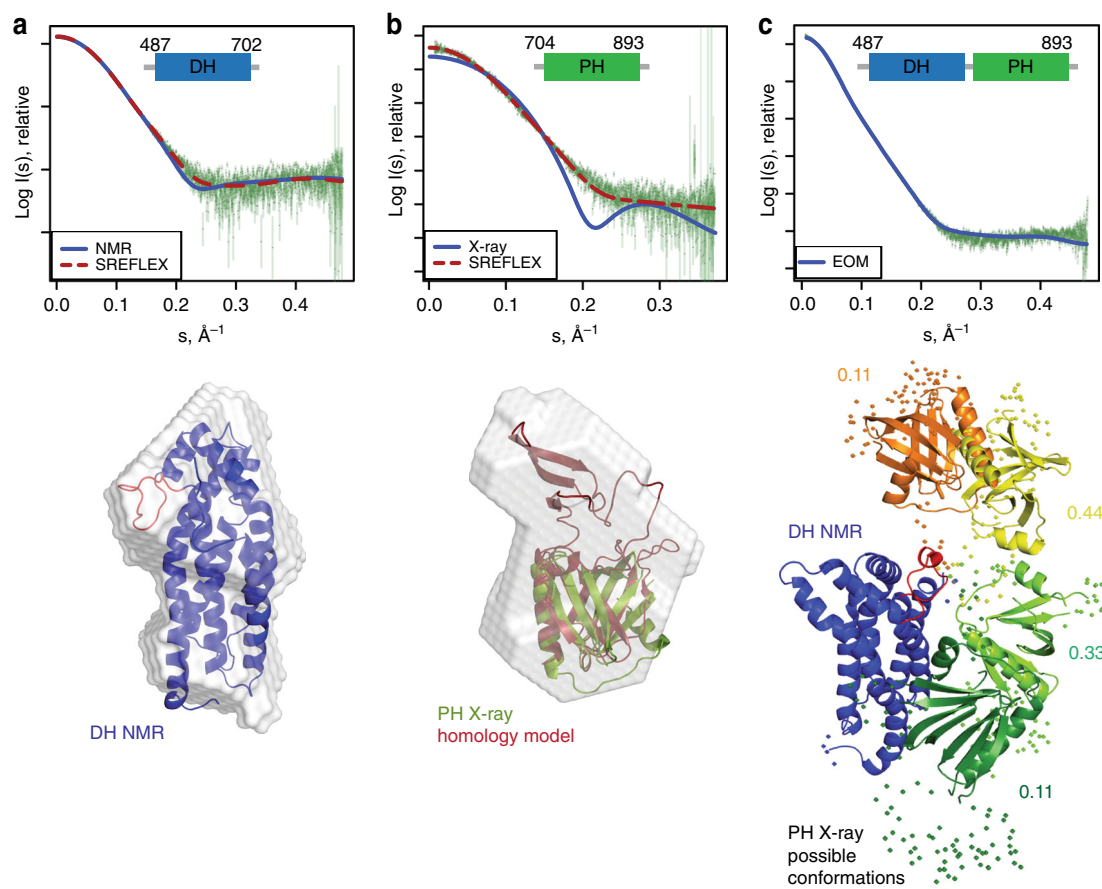 a
487
702
DH
Log I(s), relative
NMR
SREFLEX
0.0
0.1
0.2
0.3
0.4
s, Å⁻¹
DH NMR
b
704
893
PH
Log I(s), relative
X-ray
SREFLEX
0.0
0.1
0.2
0.3
s, Å⁻¹
PH X-ray
homology model
c
487
893
DH
PH
Log I(s), relative
EOM
0.0
0.1
0.2
0.3
0.4
s, Å⁻¹
0.11
0.44
DH NMR
0.33
0.11
PH X-ray
possible
conformations